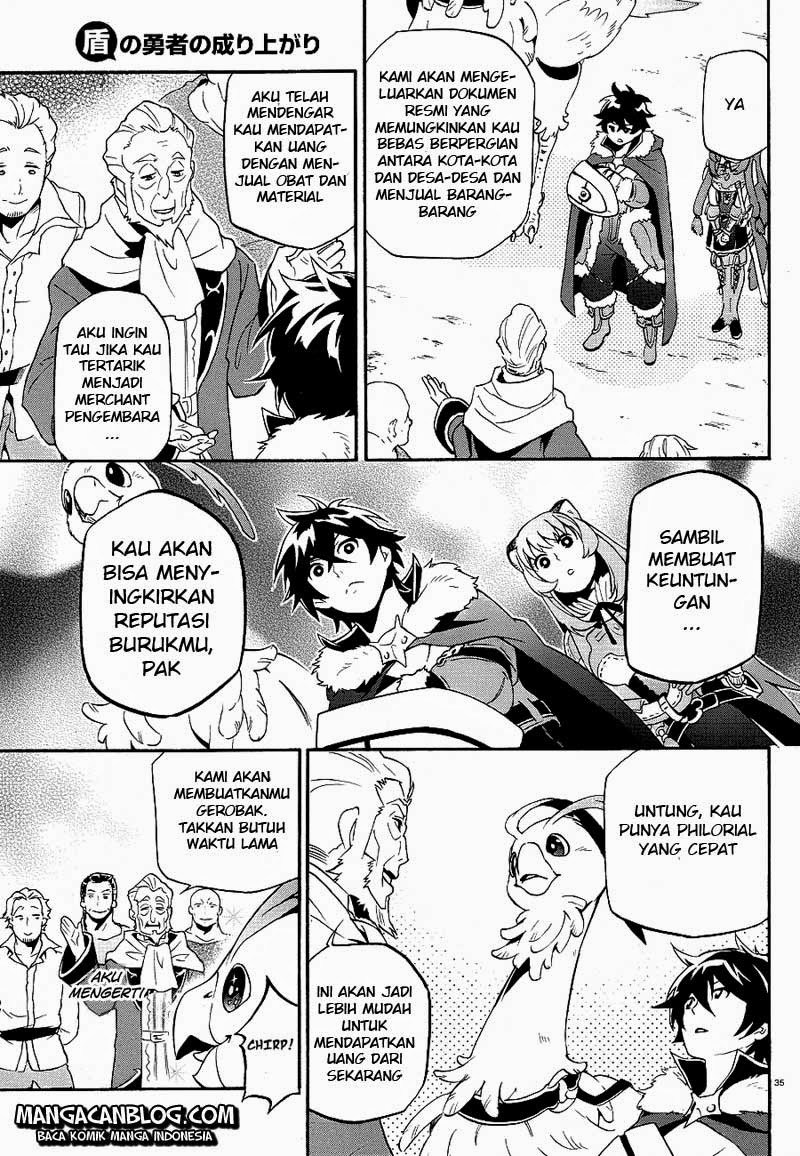 盾の勇者の成り上がり
YA
KAMI AKAN MENGE-
LUARKAN DOKUMEN
RESMI YANG
MEMUNGKINKAN KAU
BEBAS BERPERGIAN
ANTARA KOTA-KOTA
DAN DESA-DESA DAN
MENJUAL BARANG-
BARANG
AKU TELAH
MENDENGAR
KAU MENDAPAT-
KAN UANG
DENGAN MEN-
JUAL OBAT DAN
MATERIAL
AKU INGIN
TAU JIKA KAU
TERTARIK
MENJADI
MERCHANT
PENGEMBARA
...
SAMBIL
MEMBUAT
KEUNTUN-
GAN
...
KAU AKAN
BISA MENY-
INGKIRKAN
REPUTASI
BURUKMU,
PAK
UNTUNG, KAU
PUNYA PHILORIAL
YANG CEPAT
INI AKAN JADI
LEBIH MUDAH
UNTUK
MENDAPATKAN
UANG DARI
SEKARANG
KAMI AKAN
MEMBUATKANMU
GEROBAK.
TAKKAN BUTUH
WAKTU LAMA
AKU
MENGERTI!
CHIRP!
35
MANGACANBLOG.COM
BACA KOMIK MANGA INDONESIA